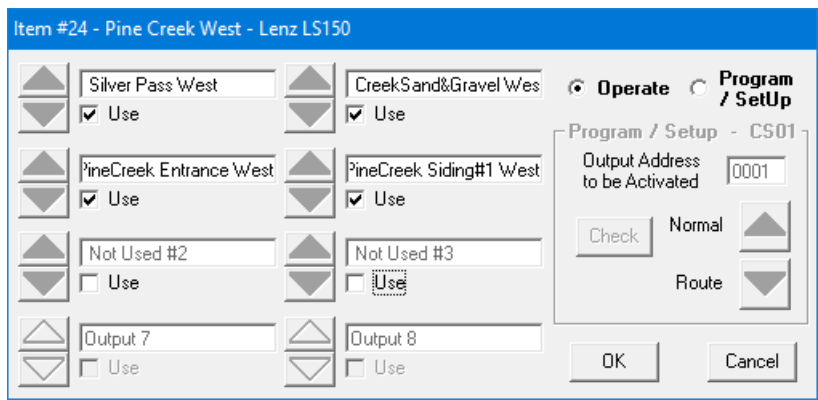 Item #24 - Pine Creek West - Lenz LS150
Silver Pass West
Use
CreekSand&Gravel Wes
Use
Operate
Program
/ SetUp
PineCreek Entrance West
Use
PineCreek Siding#1 West
Use
Program / Setup - CS01
Output Address
to be Activated
0001
Check
Normal
Route
Not Used #2
Use
Not Used #3
Use
Output 7
Use
Output 8
Use
OK
Cancel